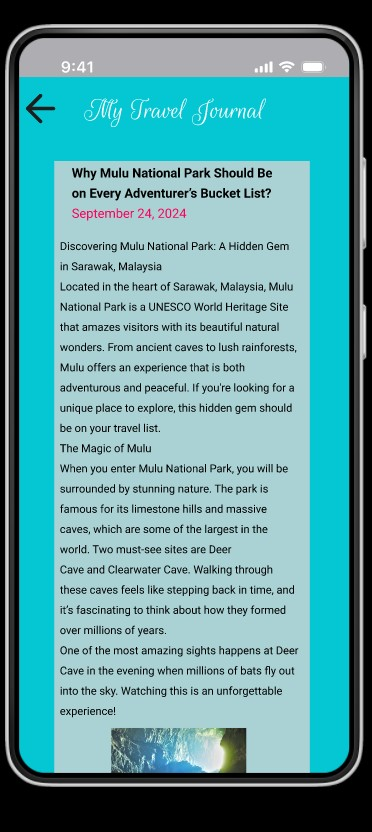 9:41
My Travel Journal
Why Mulu National Park Should Be
on Every Adventurer's Bucket List?
September 24, 2024
Discovering Mulu National Park: A Hidden Gem
in Sarawak, Malaysia
Located in the heart of Sarawak, Malaysia, Mulu
National Park is a UNESCO World Heritage Site
that amazes visitors with its beautiful natural
wonders. From ancient caves to lush rainforests,
Mulu offers an experience that is both
adventurous and peaceful. If you're looking for a
unique place to explore, this hidden gem should
be on your travel list.
The Magic of Mulu
When you enter Mulu National Park, you will be
surrounded by stunning nature. The park is
famous for its limestone hills and massive
caves, which are some of the largest in the
world. Two must-see sites are Deer
Cave and Clearwater Cave. Walking through
these caves feels like stepping back in time, and
it's fascinating to think about how they formed
over millions of years.
One of the most amazing sights happens at Deer
Cave in the evening when millions of bats fly out
into the sky. Watching this is an unforgettable
experience!